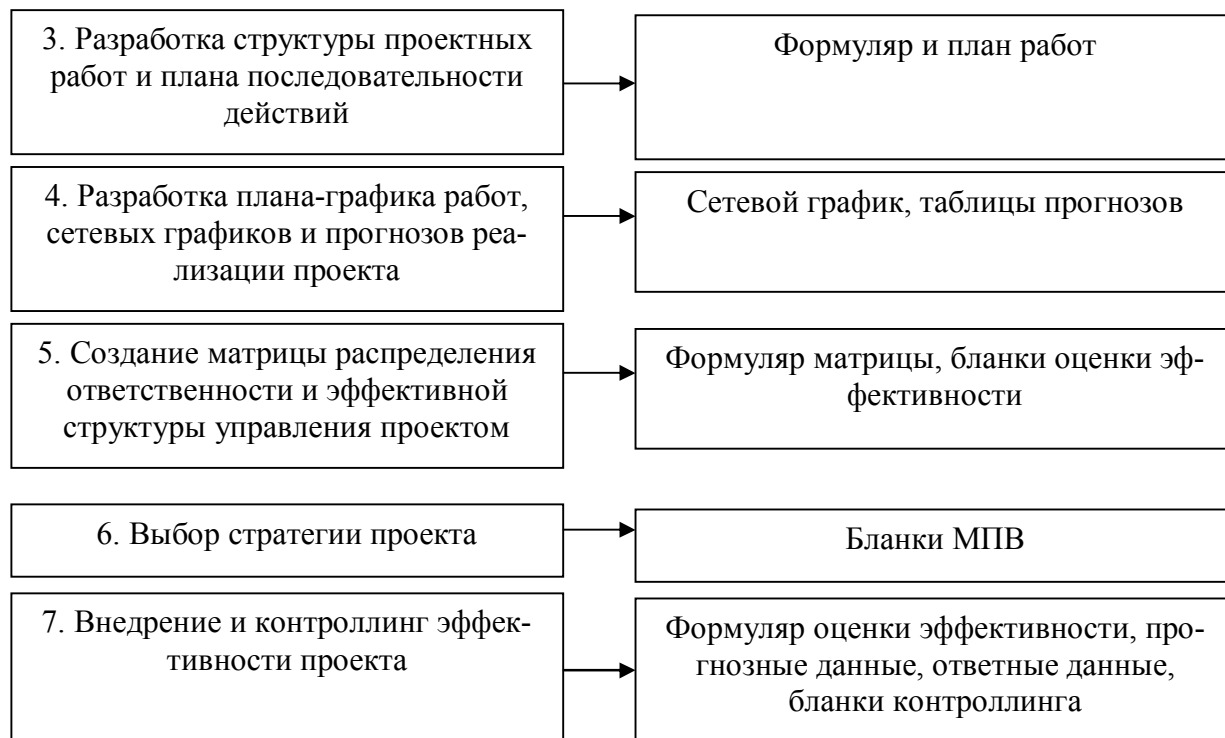 3. Разработка структуры проектных
работ и плана последовательности
действий
Формуляр и план работ
4. Разработка плана-графика работ,
сетевых графиков и прогнозов реа-
лизации проекта
Сетевой график, таблицы прогнозов
5. Создание матрицы распределения
ответственности и эффективной
структуры управления проектом
Формуляр матрицы, бланки оценки эф-
фективности
6. Выбор стратегии проекта
Бланки МПВ
7. Внедрение и контроллинг эффек-
тивности проекта
Формуляр оценки эффективности, про-
гнозные данные, ответные данные,
бланки контроллинга